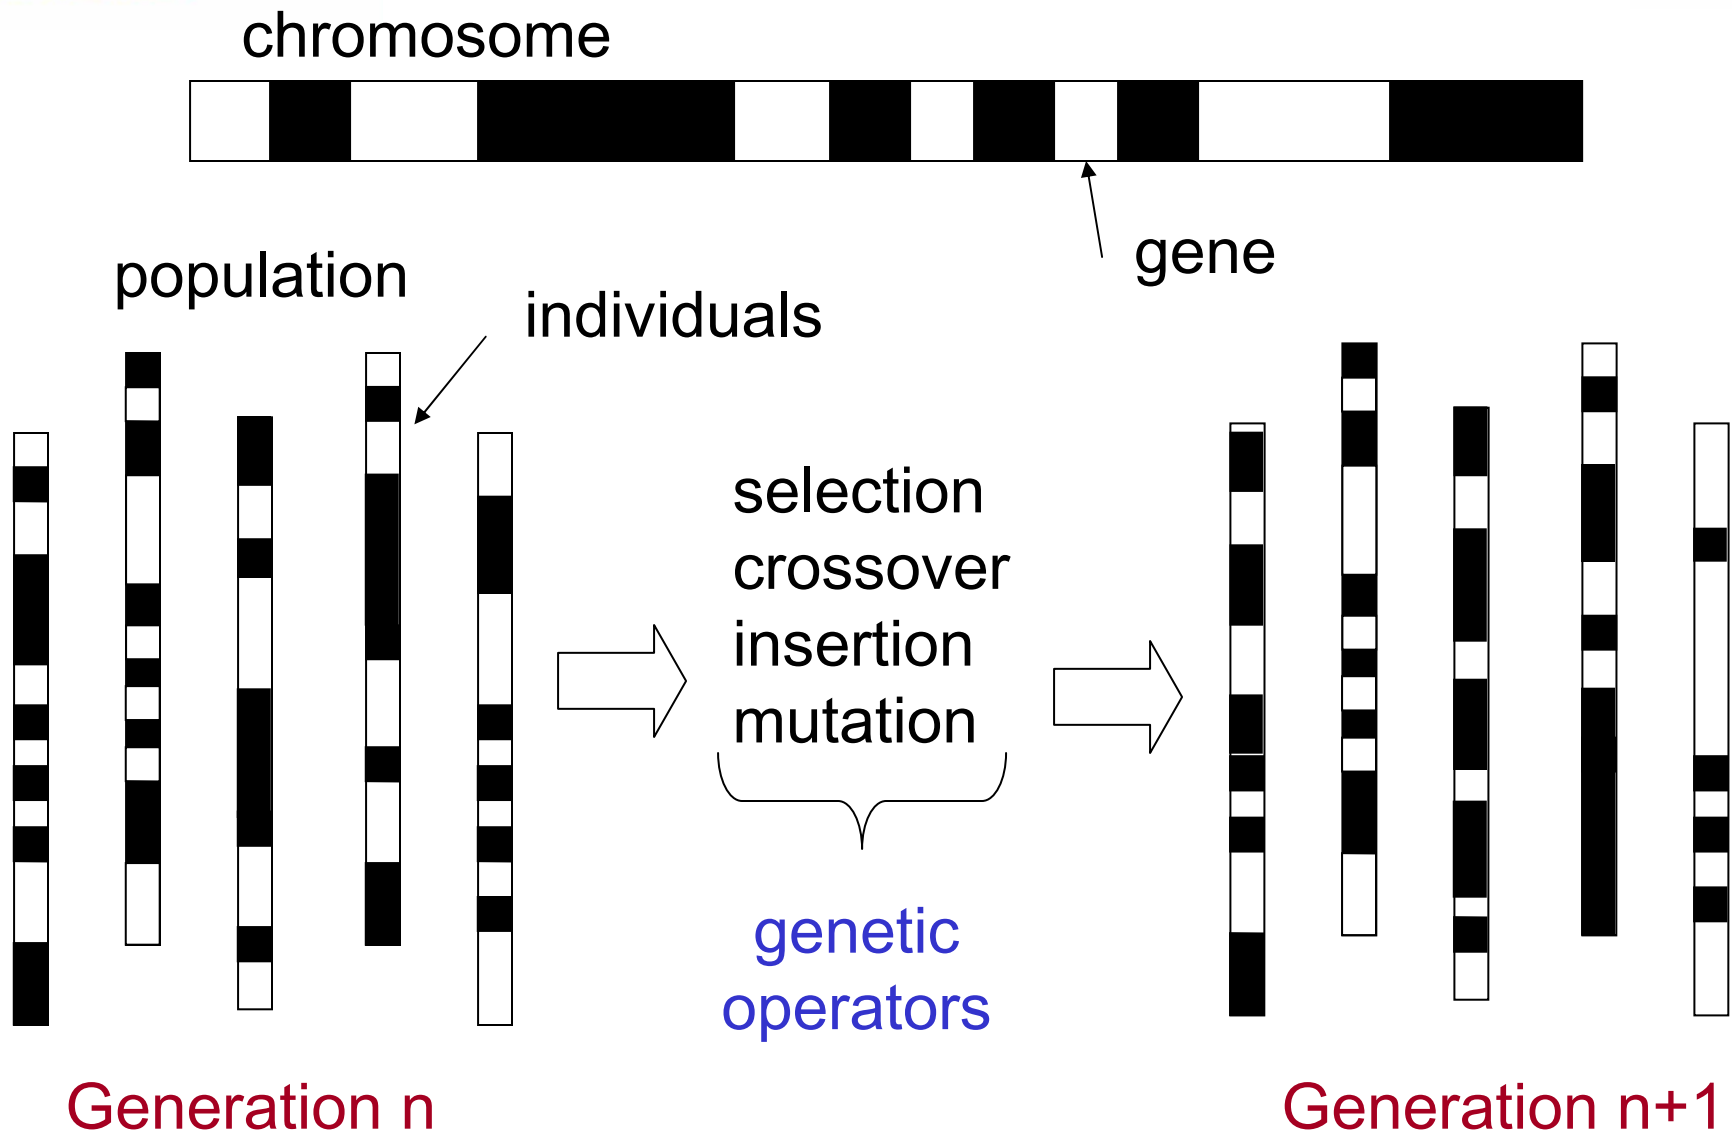 chromosome
gene
population
individuals
selection
crossover
insertion
mutation
genetic
operators
Generation n
Generation n+1